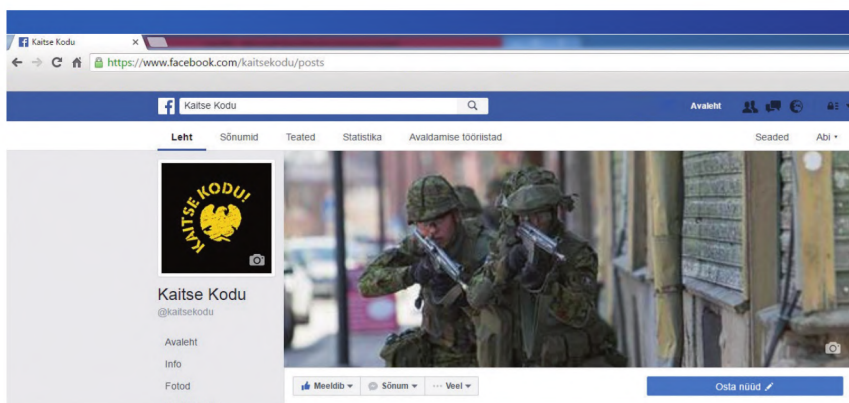 Kaitse Kodu
https://www.facebook.com/kaitsekodu/posts
Kaitse Kodu
Avaleht
Leht Sõnumid Teated Statistika Avaldamise tööriistad Seaded Abi
KAITSE KODU!
Kaitse Kodu
@kaitsekodu
Avaleht
Info
Fotod
Meeldib Sõnum Veel
Osta nüüd